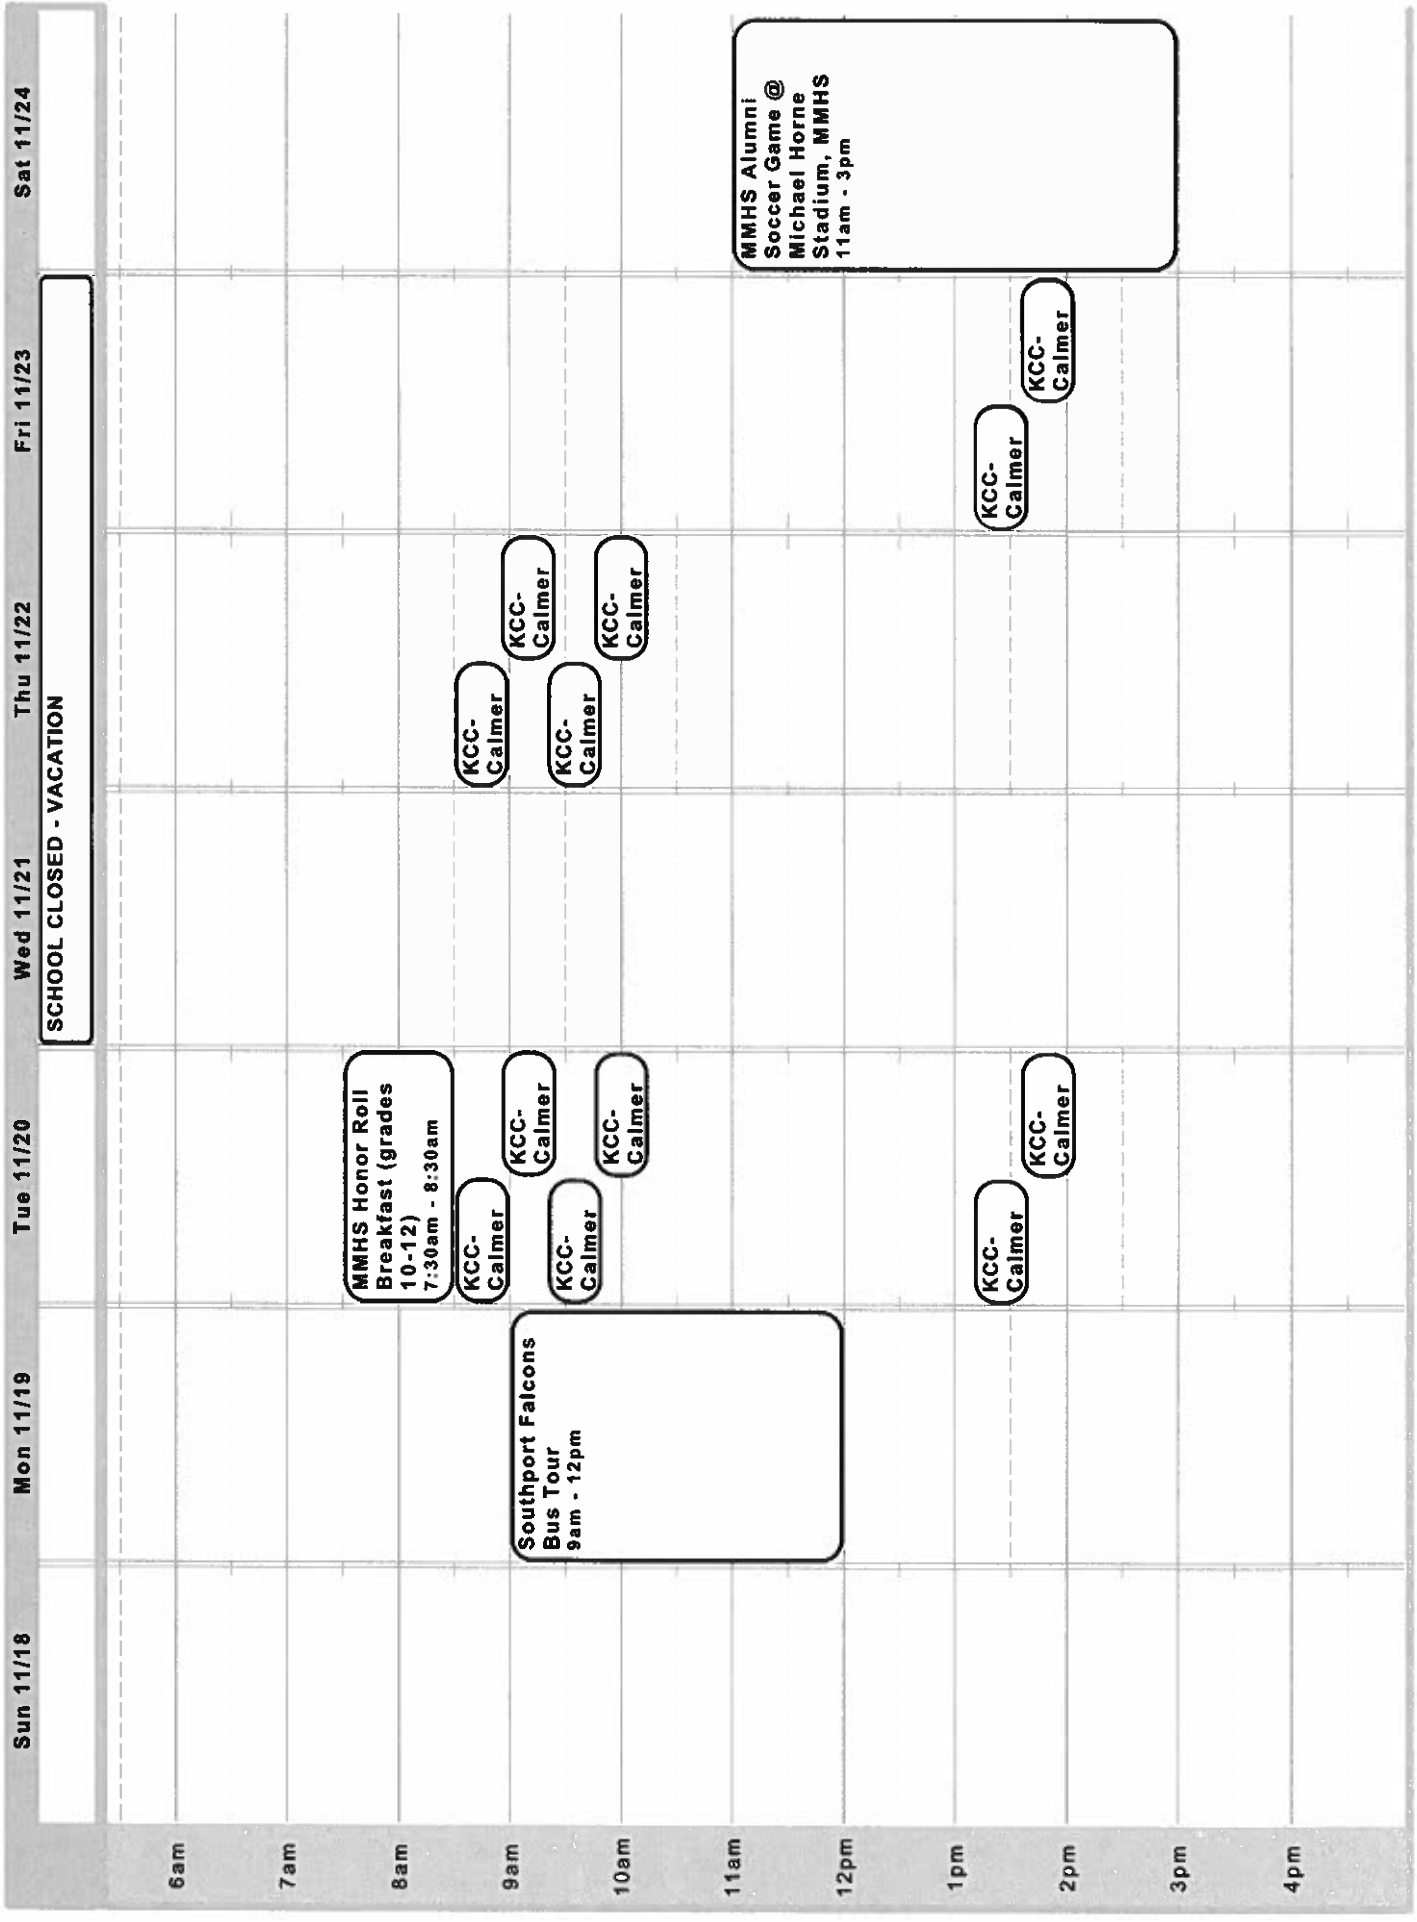 Sun 11/18
Mon 11/19
Tue 11/20
Wed 11/21
Thu 11/22
Fri 11/23
Sat 11/24
SCHOOL CLOSED - VACATION
6am
7am
8am
9am
10am
11am
12pm
1pm
2pm
3pm
4pm
Southport Falcons
Bus Tour
9am - 12pm
MMHS Honor Roll
Breakfast (grades
10-12)
7:30am - 8:30am
KCC-
Calmer
KCC-
Calmer
KCC-
Calmer
KCC-
Calmer
KCC-
Calmer
KCC-
Calmer
KCC-
Calmer
KCC-
Calmer
KCC-
Calmer
KCC-
Calmer
KCC-
Calmer
KCC-
Calmer
MMHS Alumni
Soccer Game @
Michael Horne
Stadium, MMHS
11am - 3pm